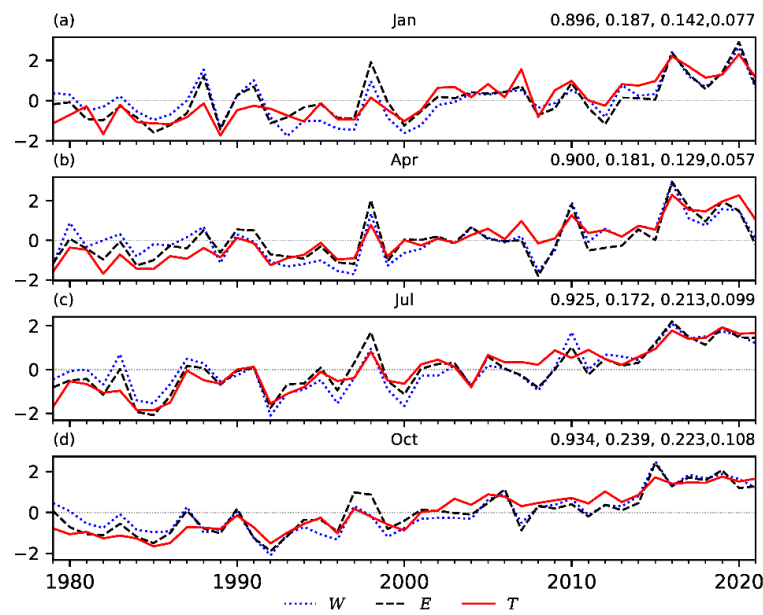 (a) Jan 0.896, 0.187, 0.142,0.077
2
0
−2
(b) Apr 0.900, 0.181, 0.129,0.057
2
0
−2
(c) Jul 0.925, 0.172, 0.213,0.099
2
0
−2
(d) Oct 0.934, 0.239, 0.223,0.108
2
0
−2
1980 1990 2000 2010 2020
W E T